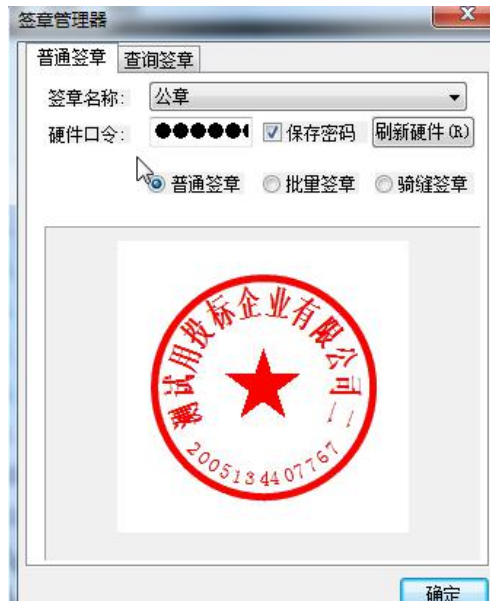 签章管理器
普通签章 查询签章
签章名称： 公章
硬件口令： 保存密码 刷新硬件(R)
普通签章 批量签章 骑缝签章
测试用投标企业有限公司二
2005134407767
确定